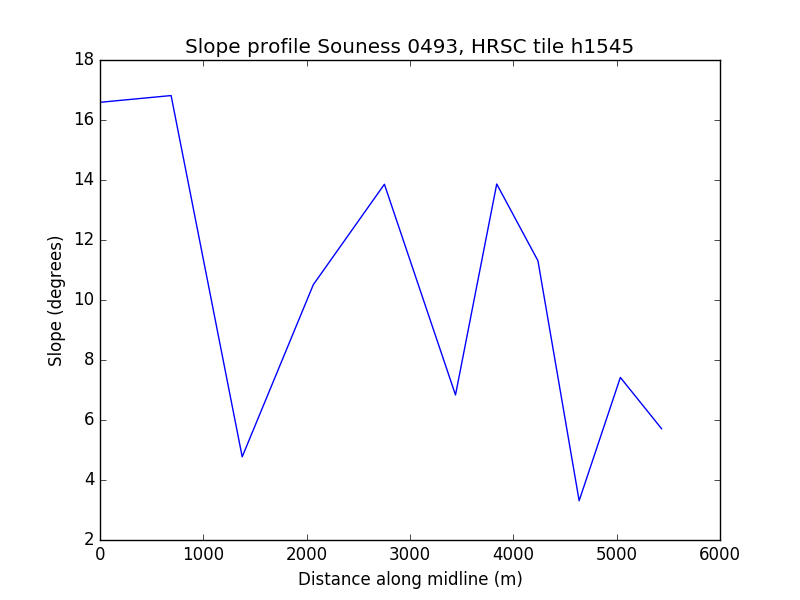 Slope profile Souness 0493, HRSC tile h1545
18
16
14
12
10
8
6
4
2
Slope (degrees)
0 1000 2000 3000 4000 5000 6000
Distance along midline (m)